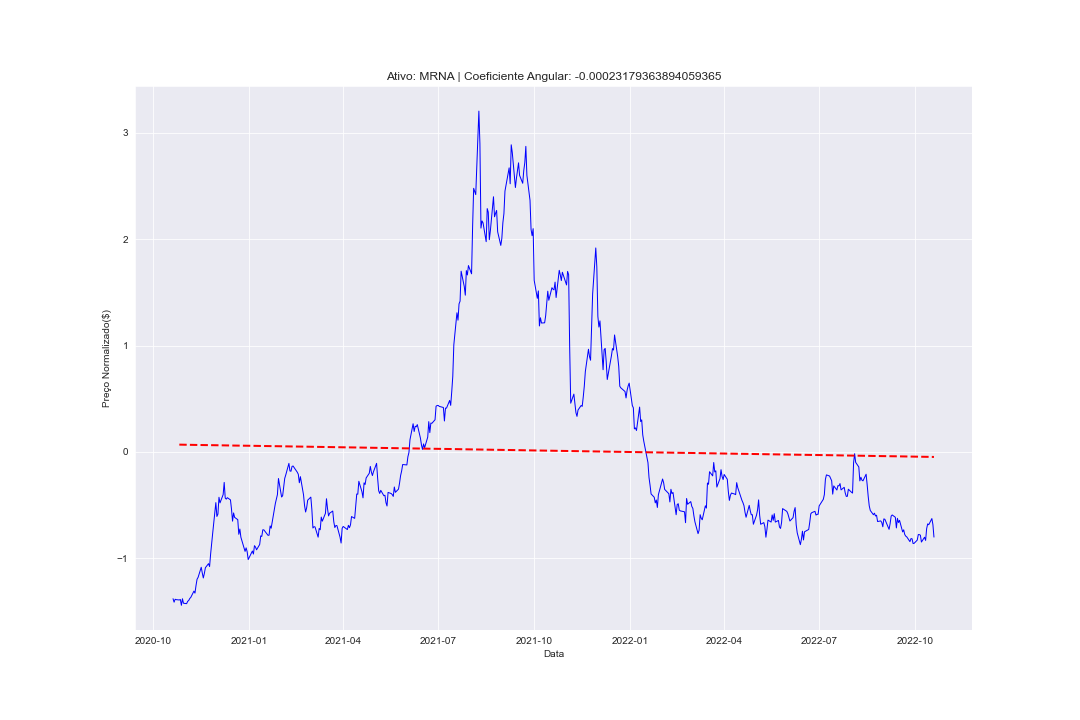 Ativo: MRNA | Coeficiente Angular: -0.00023179363894059365
3
2
1
0
−1
Preço Normalizado($)
2020-10 2021-01 2021-04 2021-07 2021-10 2022-01 2022-04 2022-07 2022-10
Data